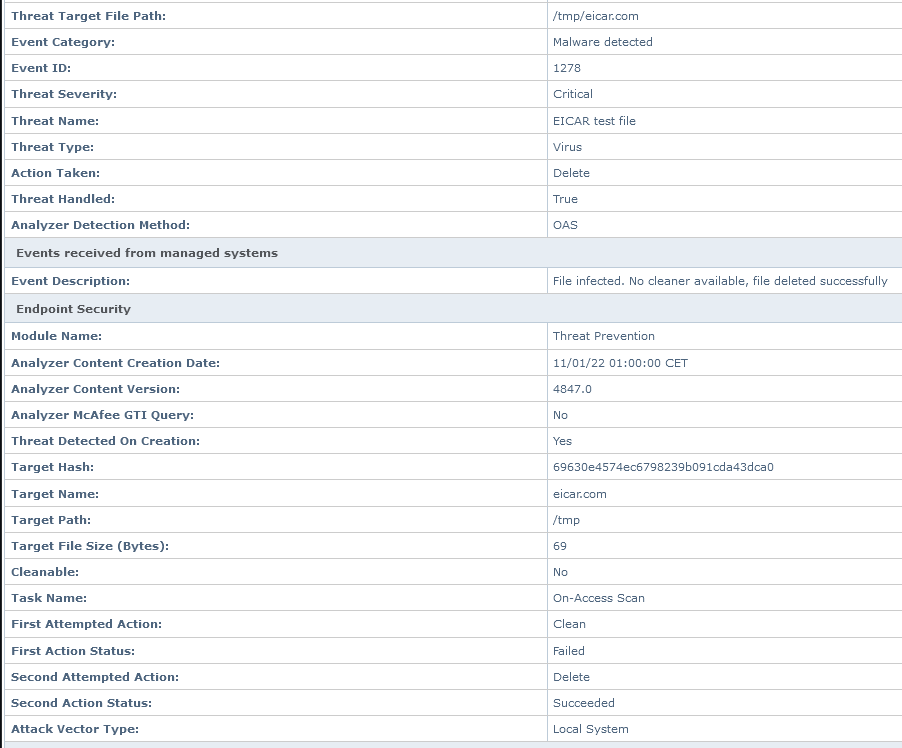 Threat Target File Path: /tmp/eicar.com
Event Category: Malware detected
Event ID: 1278
Threat Severity: Critical
Threat Name: EICAR test file
Threat Type: Virus
Action Taken: Delete
Threat Handled: True
Analyzer Detection Method: OAS
Events received from managed systems
Event Description: File infected. No cleaner available, file deleted successfully
Endpoint Security
Module Name: Threat Prevention
Analyzer Content Creation Date: 11/01/22 01:00:00 CET
Analyzer Content Version: 4847.0
Analyzer McAfee GTI Query: No
Threat Detected On Creation: Yes
Target Hash: 69630e4574ec6798239b091cda43dca0
Target Name: eicar.com
Target Path: /tmp
Target File Size (Bytes): 69
Cleanable: No
Task Name: On-Access Scan
First Attempted Action: Clean
First Action Status: Failed
Second Attempted Action: Delete
Second Action Status: Succeeded
Attack Vector Type: Local System